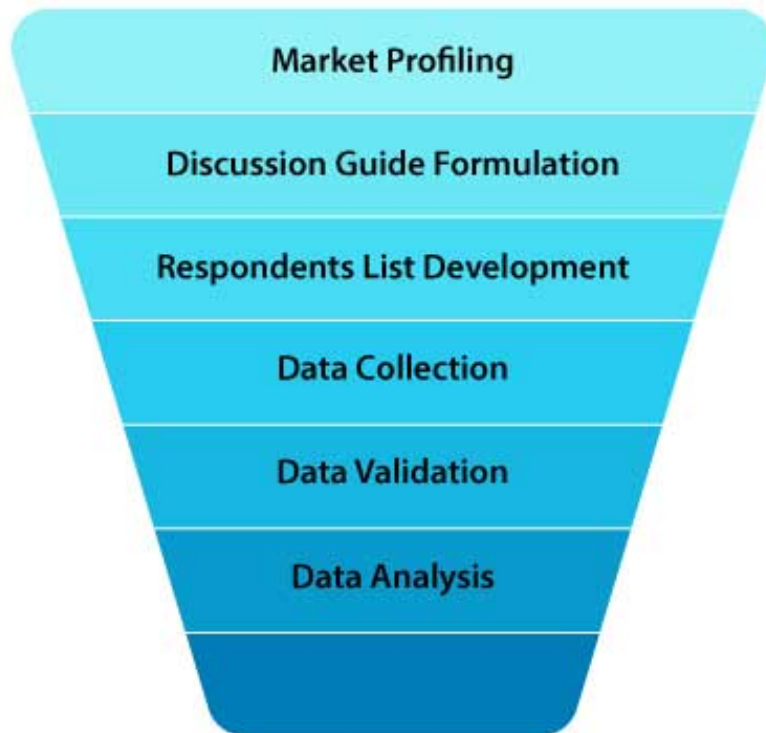 Market Profiling
Discussion Guide Formulation
Respondents List Development
Data Collection
Data Validation
Data Analysis